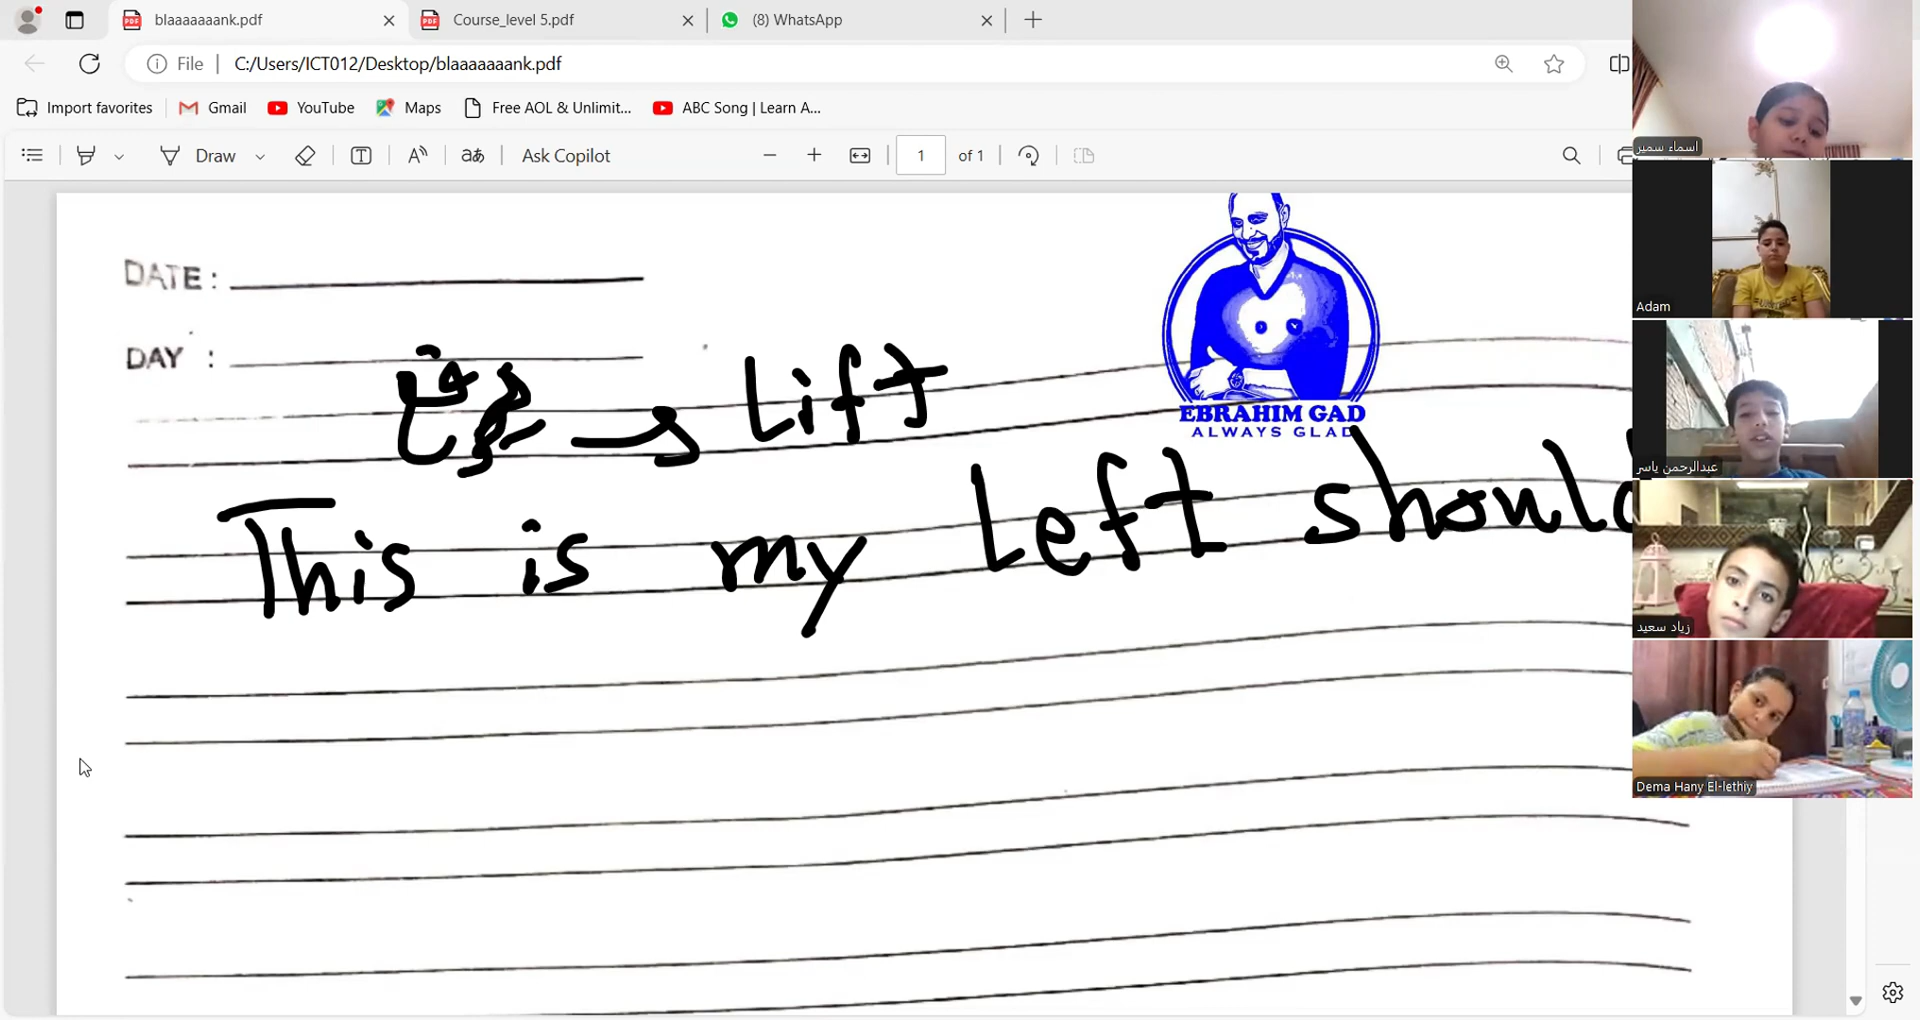 blaaaaaaank.pdf
Course_level 5.pdf
(8) WhatsApp
File
C:/Users/ICT012/Desktop/blaaaaaaank.pdf
Import favorites
Gmail
YouTube
Maps
Free AOL & Unlimit...
ABC Song | Learn A...
Draw
Ask Copilot
1 of 1
DATE :
DAY :
Lift
EBRAHIM GAD
ALWAYS GLAD
This is my Left should
اسماء سمير
Adam
عبدالرحمن ياسر
زياد سعيد
Dema Hany El-lethiy